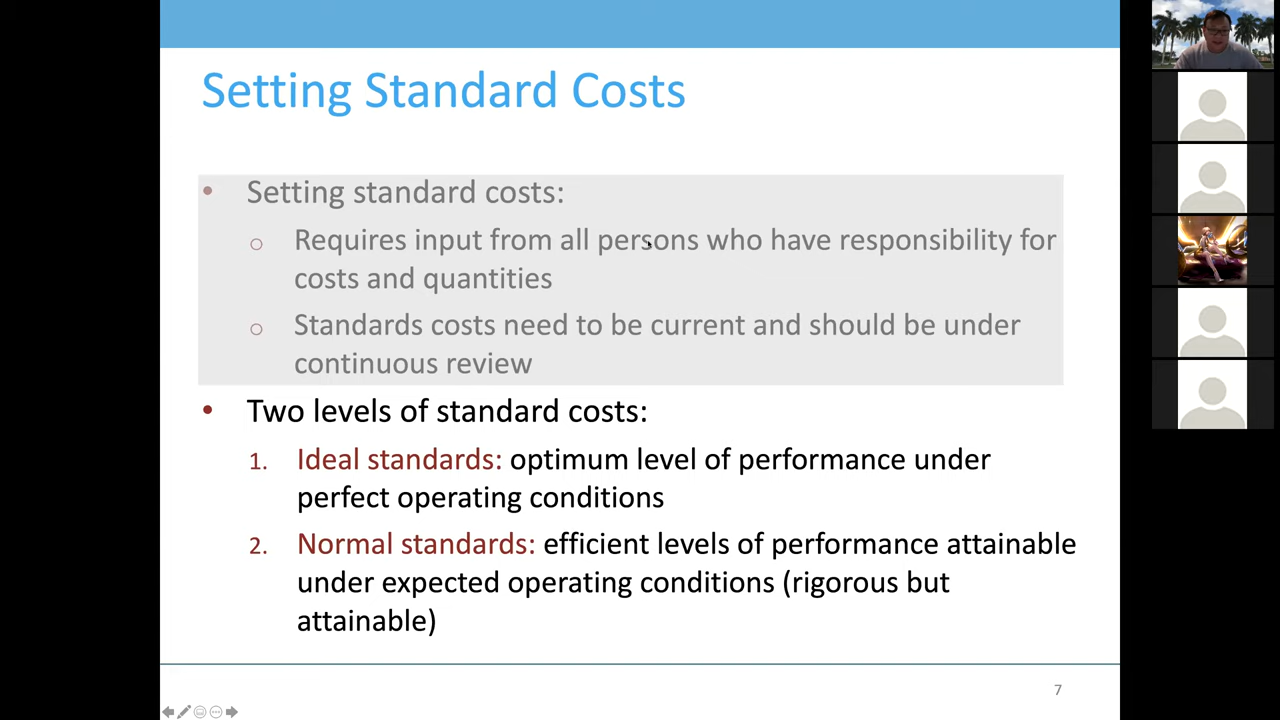 Setting Standard Costs
• Setting standard costs:
o Requires input from all persons who have responsibility for
costs and quantities
o Standards costs need to be current and should be under
continuous review
• Two levels of standard costs:
1. Ideal standards: optimum level of performance under
perfect operating conditions
2. Normal standards: efficient levels of performance attainable
under expected operating conditions (rigorous but
attainable)
7